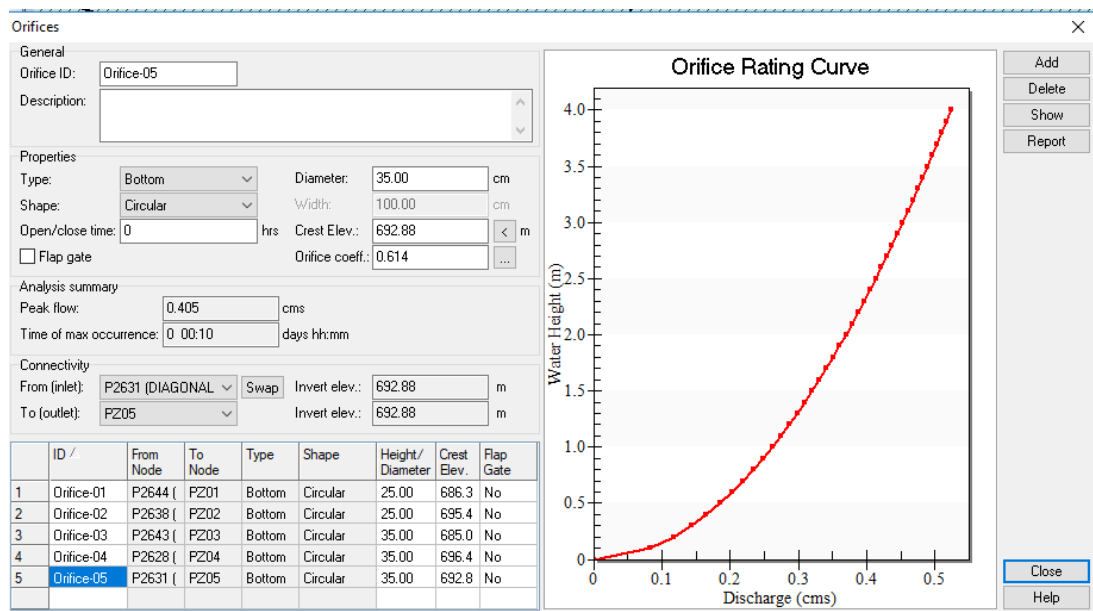 Orifices
General
Orifice ID: Orifice-05
Description:
Properties
Type: Bottom Diameter: 35.00 cm
Shape: Circular Width: 100.00 cm
Open/close time: 0 hrs Crest Elev.: 692.88 < m
Flap gate Orifice coeff.: 0.614 ...
Analysis summary
Peak flow: 0.405 cms
Time of max occurrence: 0 00:10 days hh:mm
Connectivity
From (inlet): P2631 (DIAGONAL Swap Invert elev.: 692.88 m
To (outlet): PZ05 Invert elev.: 692.88 m
ID From Node To Node Type Shape Height/ Diameter Crest Elev. Flap Gate
1 Orifice-01 P2644 ( PZ01 Bottom Circular 25.00 686.3 No
2 Orifice-02 P2638 ( PZ02 Bottom Circular 25.00 695.4 No
3 Orifice-03 P2643 ( PZ03 Bottom Circular 35.00 685.0 No
4 Orifice-04 P2628 ( PZ04 Bottom Circular 35.00 696.4 No
5 Orifice-05 P2631 ( PZ05 Bottom Circular 35.00 692.8 No
Orifice Rating Curve
4.0
3.5
3.0
2.5
2.0
1.5
1.0
0.5
0
Water Height (m)
0 0.1 0.2 0.3 0.4 0.5
Discharge (cms)
Add
Delete
Show
Report
Close
Help